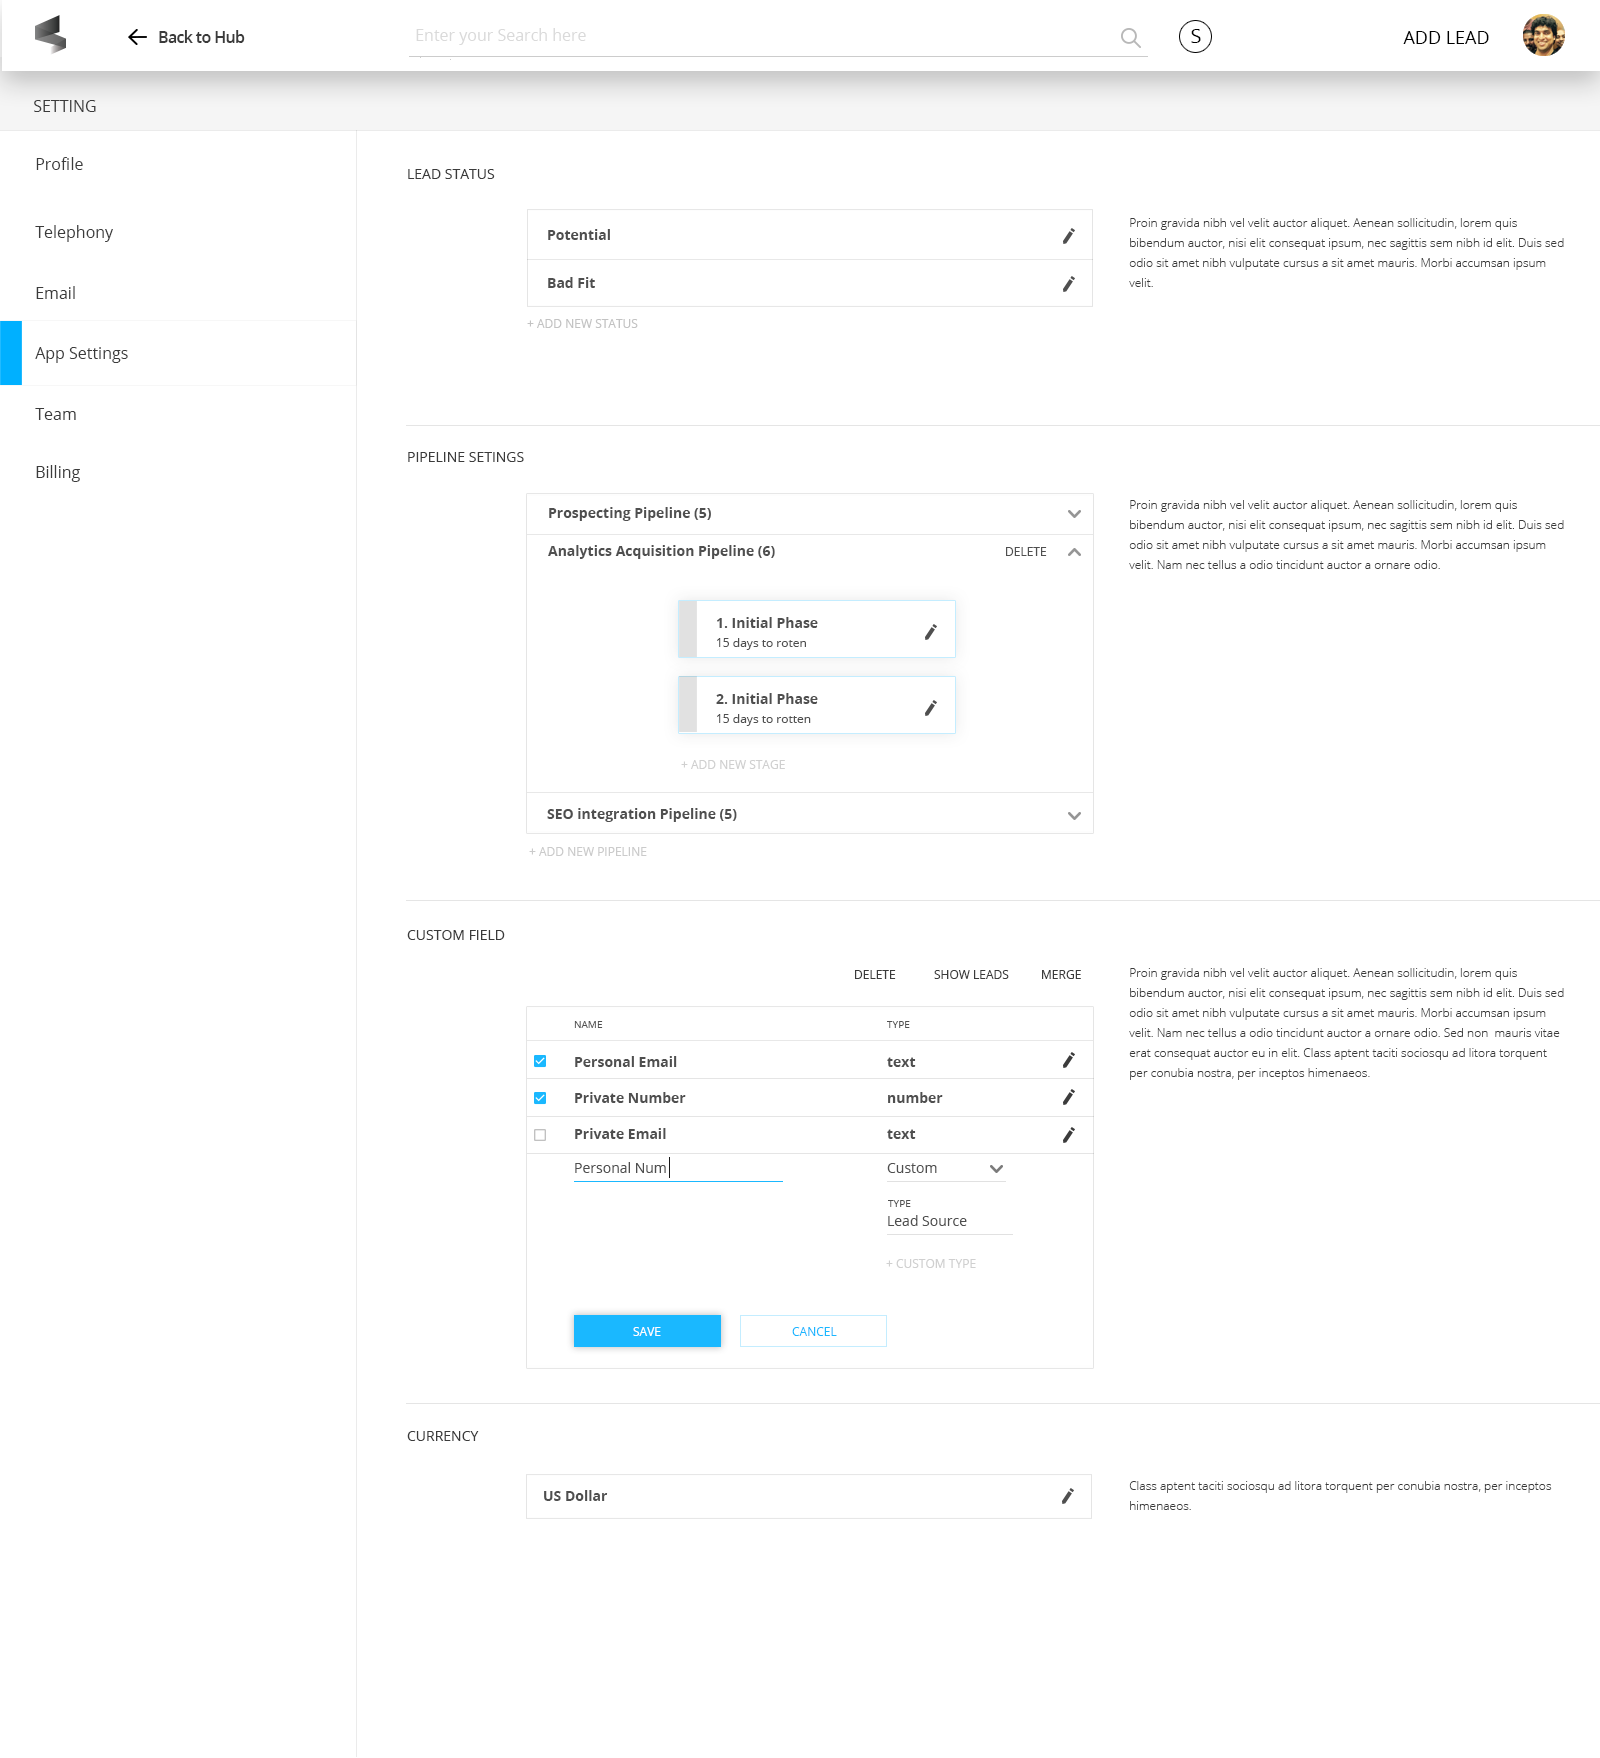 Back to Hub
Enter your Search here
S
ADD LEAD
SETTING
Profile
Telephony
Email
App Settings
Team
Billing
LEAD STATUS
Potential
Bad Fit
+ ADD NEW STATUS
Proin gravida nibh vel velit auctor aliquet. Aenean sollicitudin, lorem quis
bibendum auctor, nisi elit consequat ipsum, nec sagittis sem nibh id elit. Duis sed
odio sit amet nibh vulputate cursus a sit amet mauris. Morbi accumsan ipsum
velit.
PIPELINE SETINGS
Prospecting Pipeline (5)
Analytics Acquisition Pipeline (6)
DELETE
1. Initial Phase
15 days to roten
2. Initial Phase
15 days to rotten
+ ADD NEW STAGE
SEO integration Pipeline (5)
+ ADD NEW PIPELINE
Proin gravida nibh vel velit auctor aliquet. Aenean sollicitudin, lorem quis
bibendum auctor, nisi elit consequat ipsum, nec sagittis sem nibh id elit. Duis sed
odio sit amet nibh vulputate cursus a sit amet mauris. Morbi accumsan ipsum
velit. Nam nec tellus a odio tincidunt auctor a ornare odio.
CUSTOM FIELD
DELETE SHOW LEADS MERGE
NAME TYPE
Personal Email text
Private Number number
Private Email text
Personal Num Custom
TYPE
Lead Source
+ CUSTOM TYPE
SAVE CANCEL
Proin gravida nibh vel velit auctor aliquet. Aenean sollicitudin, lorem quis
bibendum auctor, nisi elit consequat ipsum, nec sagittis sem nibh id elit. Duis sed
odio sit amet nibh vulputate cursus a sit amet mauris. Morbi accumsan ipsum
velit. Nam nec tellus a odio tincidunt auctor a ornare odio. Sed non  mauris vitae
erat consequat auctor eu in elit. Class aptent taciti sociosqu ad litora torquent
per conubia nostra, per inceptos himenaeos.
CURRENCY
US Dollar
Class aptent taciti sociosqu ad litora torquent per conubia nostra, per inceptos
himenaeos.